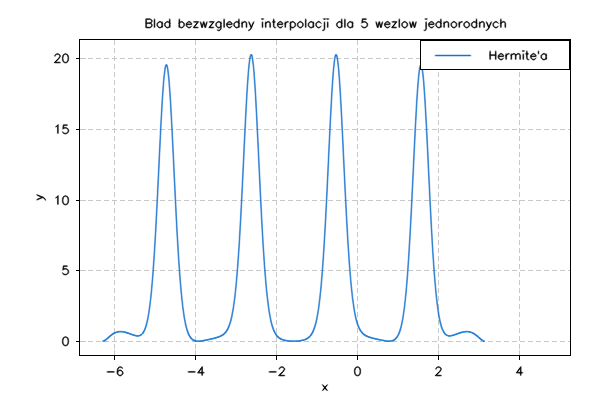 Blad bezwzgledny interpolacji dla 5 wezlow jednorodnych
Hermite'a
20
15
10
5
0
y
−6 −4 −2 0 2 4
x